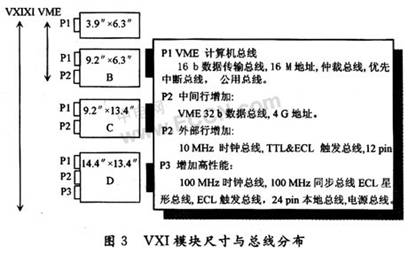 VXIXI VME
P1
3.9"×6.3"
P1
P2
9.2"×6.3"
B
P1
P2
9.2"×13.4"
C
P1
P2
P3
14.4"×13.4"
D
P1 VME 计算机总线
16 b 数据传输总线, 16 M 地址, 仲裁总线, 优先
中断总线, 公用总线。
P2 中间行增加:
VME 32 b 数据总线, 4 G 地址。
P2 外部行增加:
10 MHz 时钟总线, TTL&ECL 触发总线, 12 pin
P3 增加高性能:
100 MHz 时钟总线, 100 MHz 同步总线 ECL 星
形总线, ECL 触发总线, 24 pin 本地总线, 电源总线。
图 3 VXI 模块尺寸与总线分布